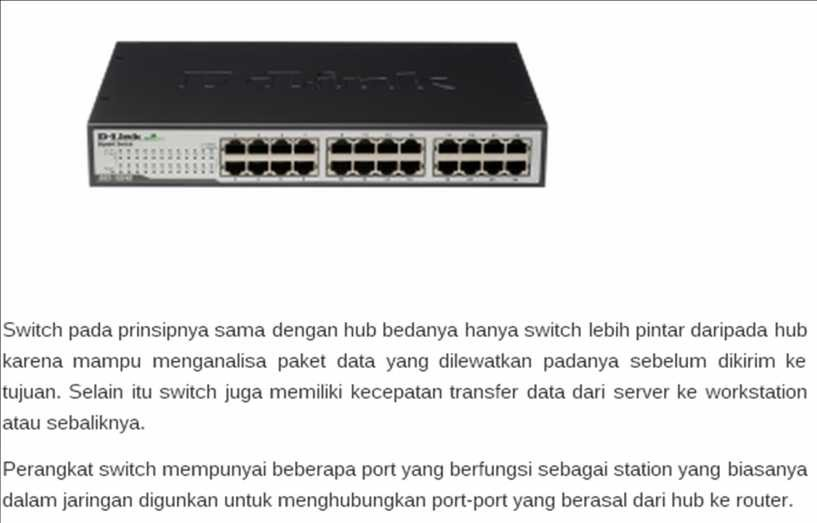 D-Link
D-Link
Switch pada prinsipnya sama dengan hub bedanya hanya switch lebih pintar daripada hub
karena mampu menganalisa paket data yang dilewatkan padanya sebelum dikirim ke
tujuan. Selain itu switch juga memiliki kecepatan transfer data dari server ke workstation
atau sebaliknya.
Perangkat switch mempunyai beberapa port yang berfungsi sebagai station yang biasanya
dalam jaringan digunkan untuk menghubungkan port-port yang berasal dari hub ke router.